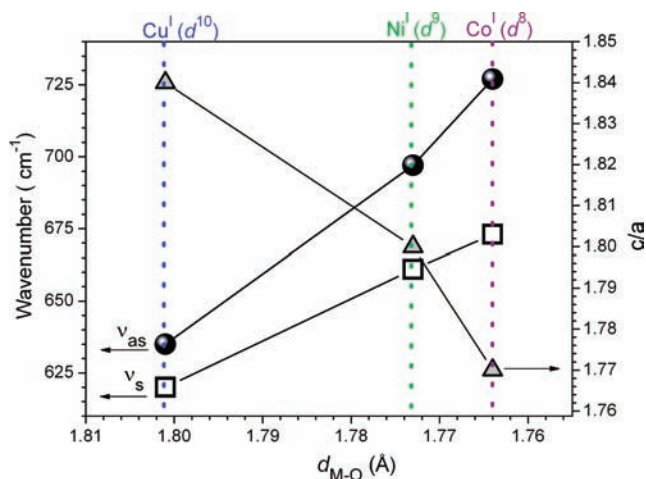 Cu^I (d^10) Ni^I (d^9) Co^I (d^8)
725
700
675
650
625
Wavenumber ( cm^-1)
ν_as
ν_s
1.85
1.84
1.83
1.82
1.81
1.80
1.79
1.78
1.77
1.76
c/a
1.81 1.80 1.79 1.78 1.77 1.76
d_M-O (Å)